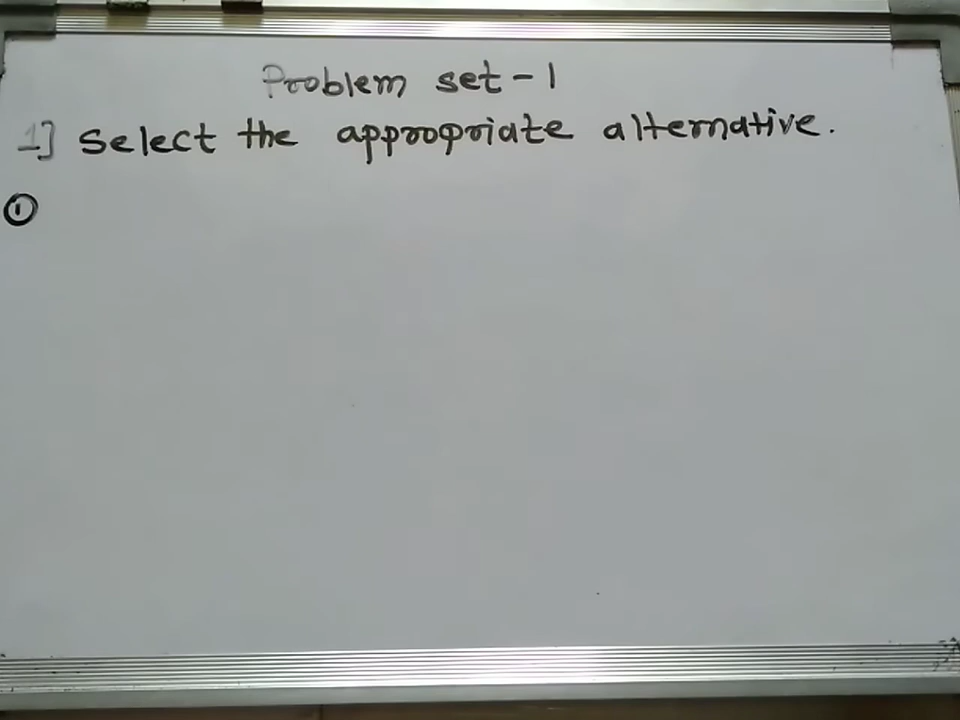 Problem set-1
1] Select the appropriate alternative.
①